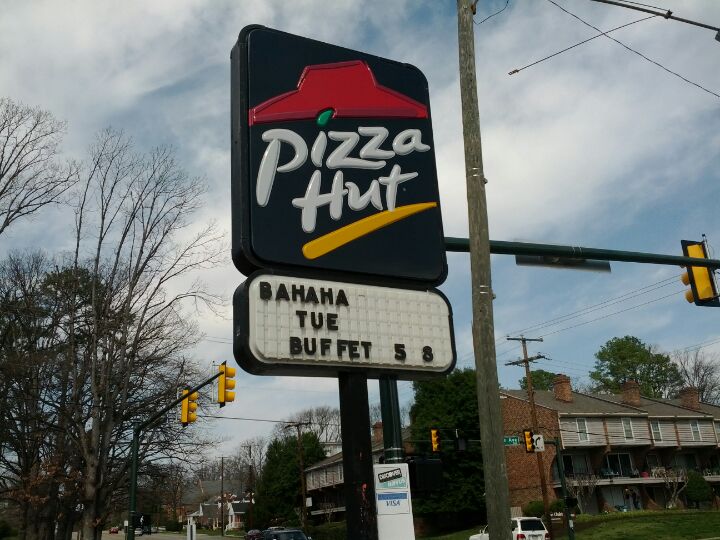 Pizza
Hut
BAHAHA
TUE
BUFFET 5 8
VISA